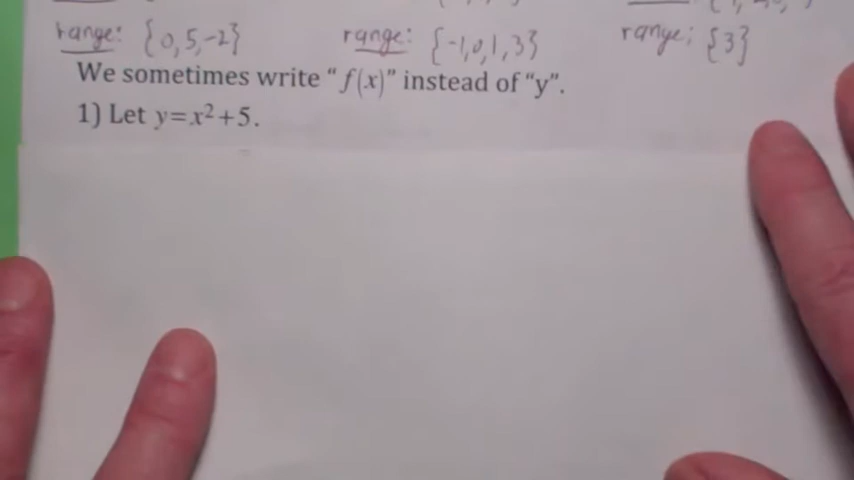 range: {0,5,-2} range: {-1,0,1,3} range: {3}
We sometimes write “f(x)” instead of “y”.
1) Let y=x²+5.